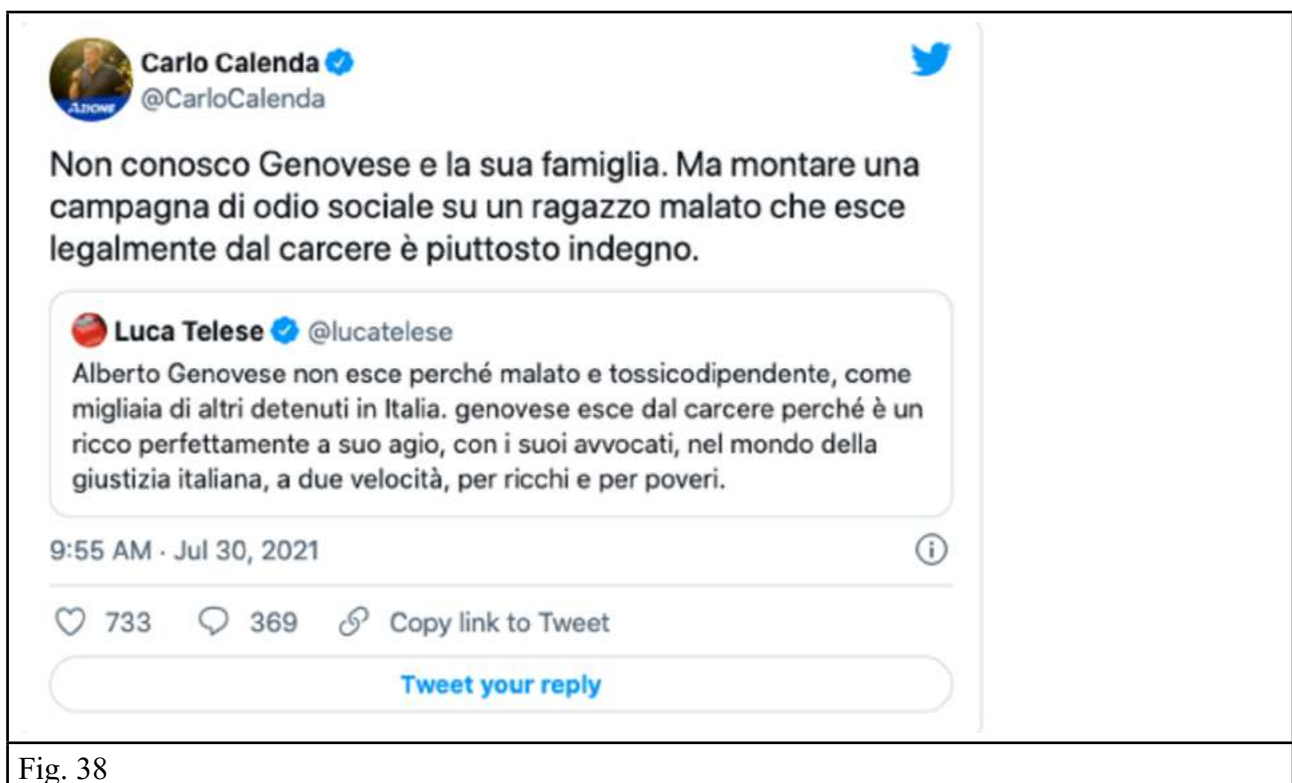 Carlo Calenda
@CarloCalenda
AZIONE
Non conosco Genovese e la sua famiglia. Ma montare una
campagna di odio sociale su un ragazzo malato che esce
legalmente dal carcere è piuttosto indegno.
Luca Telese @lucatelese
Alberto Genovese non esce perché malato e tossicodipendente, come
migliaia di altri detenuti in Italia. genovese esce dal carcere perché è un
ricco perfettamente a suo agio, con i suoi avvocati, nel mondo della
giustizia italiana, a due velocità, per ricchi e per poveri.
9:55 AM · Jul 30, 2021
733 369 Copy link to Tweet
Tweet your reply
Fig. 38